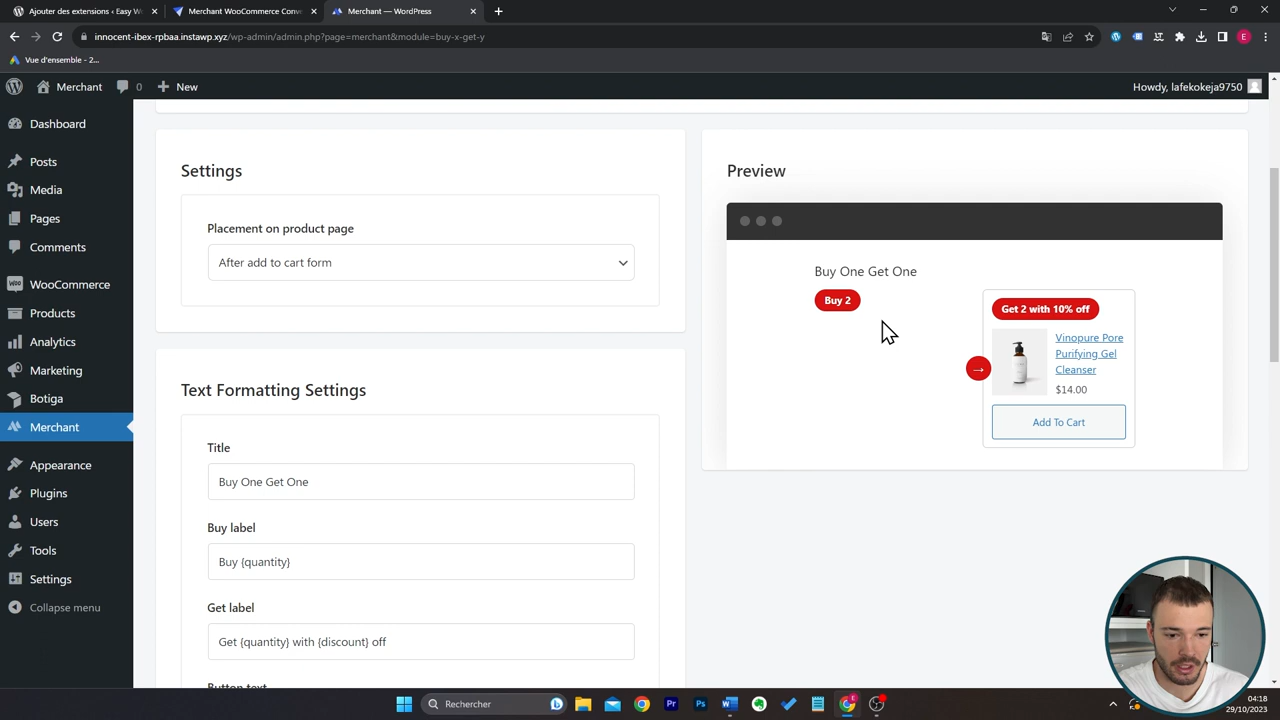 Ajouter des extensions ‹ Easy W
Merchant WooCommerce Conv
Merchant — WordPress
innocent-ibex-rpbaa.instawp.xyz/wp-admin/admin.php?page=merchant&module=buy-x-get-y
E
Vue d'ensemble - 2...
Merchant
0
New
Howdy, lafekokeja9750
Dashboard
Posts
Media
Pages
Comments
WooCommerce
Products
Analytics
Marketing
Botiga
Merchant
Appearance
Plugins
Users
Tools
Settings
Collapse menu
Settings
Placement on product page
After add to cart form
Text Formatting Settings
Title
Buy One Get One
Buy label
Buy {quantity}
Get label
Get {quantity} with {discount} off
Button text
Preview
Buy One Get One
Buy 2
Get 2 with 10% off
→
Vinopure Pore
Purifying Gel
Cleanser
$14.00
Add To Cart
Rechercher
04:18
29/10/2023